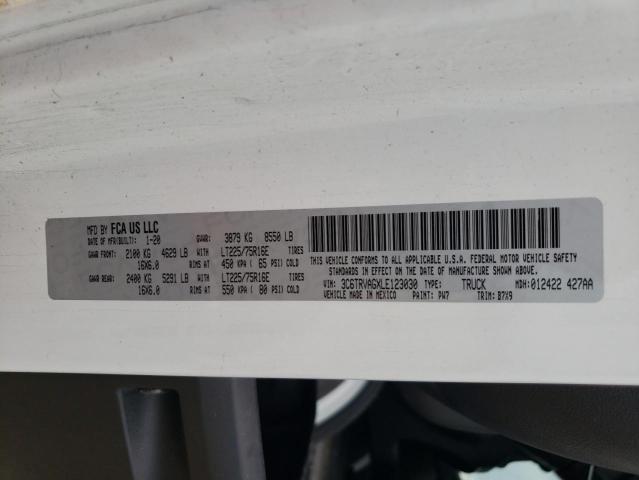 MFD BY FCA US LLC
DATE OF MFR(BUILT): 1-20 GVWR: 3879 KG 8550 LB
GAWR FRONT: 2100 KG 4629 LB WITH LT225/75R16E TIRES
16X6.0 RIMS AT 450 KPA ( 65 PSI) COLD
GAWR REAR: 2400 KG 5291 LB WITH LT225/75R16E TIRES
16X6.0 RIMS AT 550 KPA ( 80 PSI) COLD
THIS VEHICLE CONFORMS TO ALL APPLICABLE U.S.A. FEDERAL MOTOR VEHICLE SAFETY
STANDARDS IN EFFECT ON THE DATE OF MANUFACTURE SHOWN ABOVE.
VIN: 3C6TRVAGXLE123030 TYPE: TRUCK MDH: 012422 427AA
VEHICLE MADE IN MEXICO PAINT: PW7 TRIM: B7X9